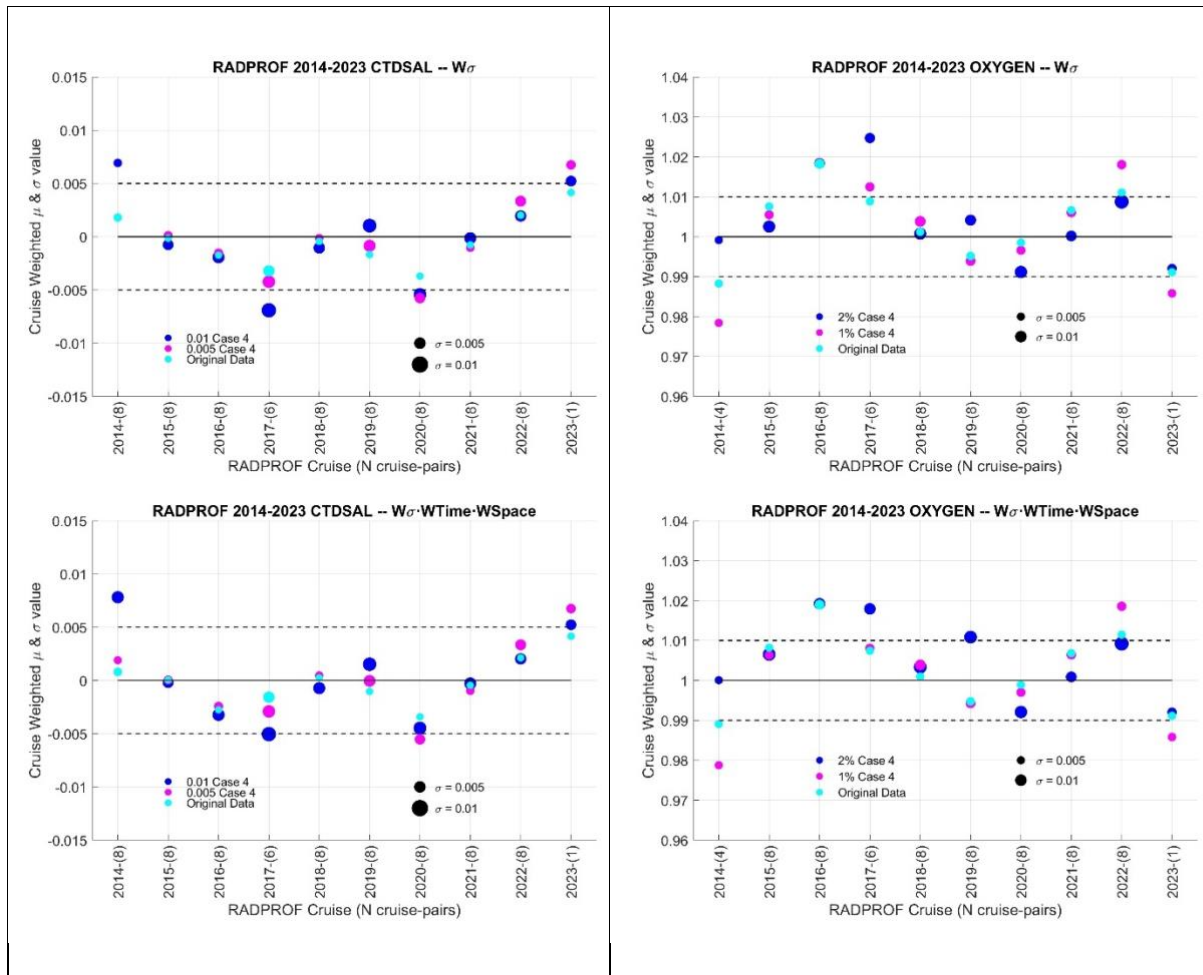 RADPROF 2014-2023 CTDSAL -- Wσ
Cruise Weighted μ & σ value
0.015
0.01
0.005
0
-0.005
-0.01
-0.015
0.01 Case 4
0.005 Case 4
Original Data
σ = 0.005
σ = 0.01
2014-(8)
2015-(8)
2016-(8)
2017-(6)
2018-(8)
2019-(8)
2020-(8)
2021-(8)
2022-(8)
2023-(1)
RADPROF Cruise (N cruise-pairs)
RADPROF 2014-2023 OXYGEN -- Wσ
Cruise Weighted μ & σ value
1.04
1.03
1.02
1.01
1
0.99
0.98
0.97
0.96
2% Case 4
1% Case 4
Original Data
σ = 0.005
σ = 0.01
2014-(4)
2015-(8)
2016-(8)
2017-(6)
2018-(8)
2019-(8)
2020-(8)
2021-(8)
2022-(8)
2023-(1)
RADPROF Cruise (N cruise-pairs)
RADPROF 2014-2023 CTDSAL -- Wσ·WTime·WSpace
Cruise Weighted μ & σ value
0.015
0.01
0.005
0
-0.005
-0.01
-0.015
0.01 Case 4
0.005 Case 4
Original Data
σ = 0.005
σ = 0.01
2014-(8)
2015-(8)
2016-(8)
2017-(6)
2018-(8)
2019-(8)
2020-(8)
2021-(8)
2022-(8)
2023-(1)
RADPROF Cruise (N cruise-pairs)
RADPROF 2014-2023 OXYGEN -- Wσ·WTime·WSpace
Cruise Weighted μ & σ value
1.04
1.03
1.02
1.01
1
0.99
0.98
0.97
0.96
2% Case 4
1% Case 4
Original Data
σ = 0.005
σ = 0.01
2014-(4)
2015-(8)
2016-(8)
2017-(6)
2018-(8)
2019-(8)
2020-(8)
2021-(8)
2022-(8)
2023-(1)
RADPROF Cruise (N cruise-pairs)